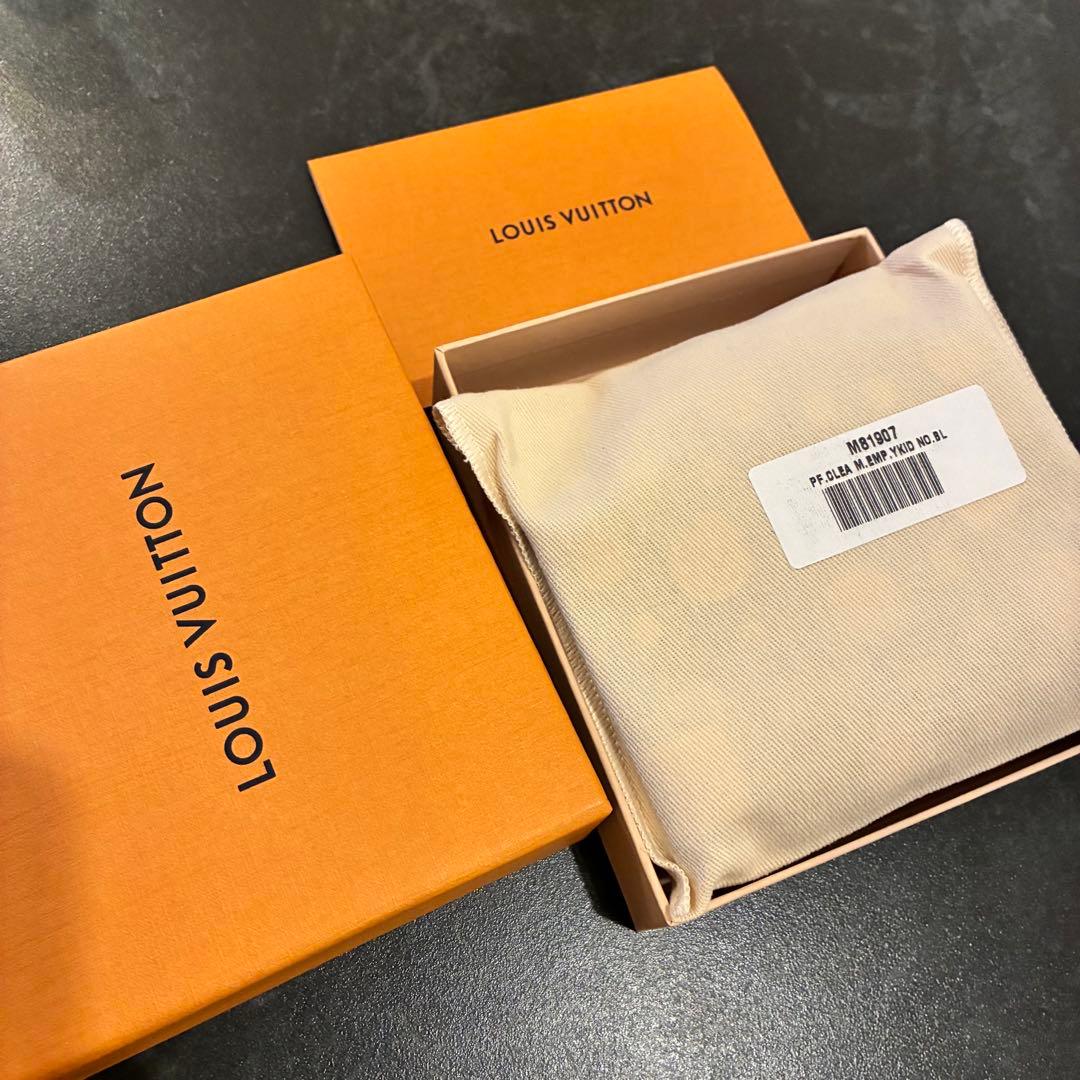 LOUIS VUITTON
LOUIS VUITTON
M81907
PF.CLEA M.EMP.YKID NO.BL